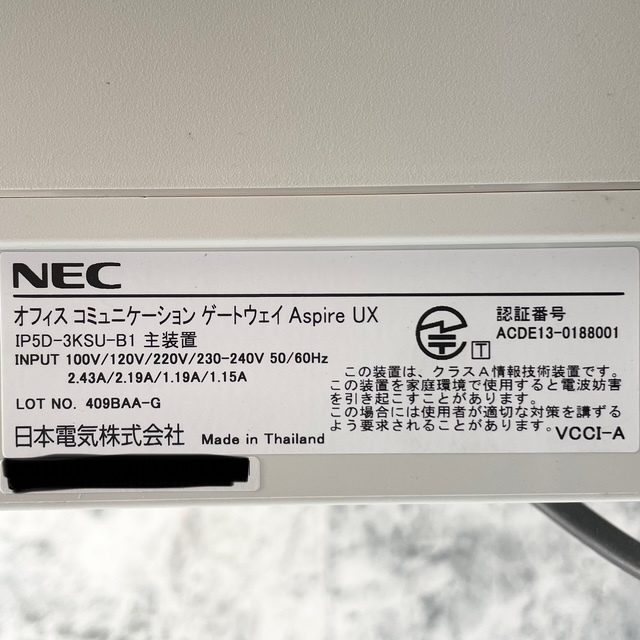 NEC
オフィス コミュニケーション ゲートウェイ Aspire UX
IP5D-3KSU-B1 主装置
INPUT 100V/120V/220V/230-240V 50/60Hz
2.43A/2.19A/1.19A/1.15A
LOT NO. 409BAA-G
日本電気株式会社 Made in Thailand
T
認証番号
ACDE13-0188001
この装置は、クラスA情報技術装置です。
この装置を家庭環境で使用すると電波妨害
を引き起こすことがあります。
この場合には使用者が適切な対策を講ずる
よう要求されることがあります。
VCCI-A